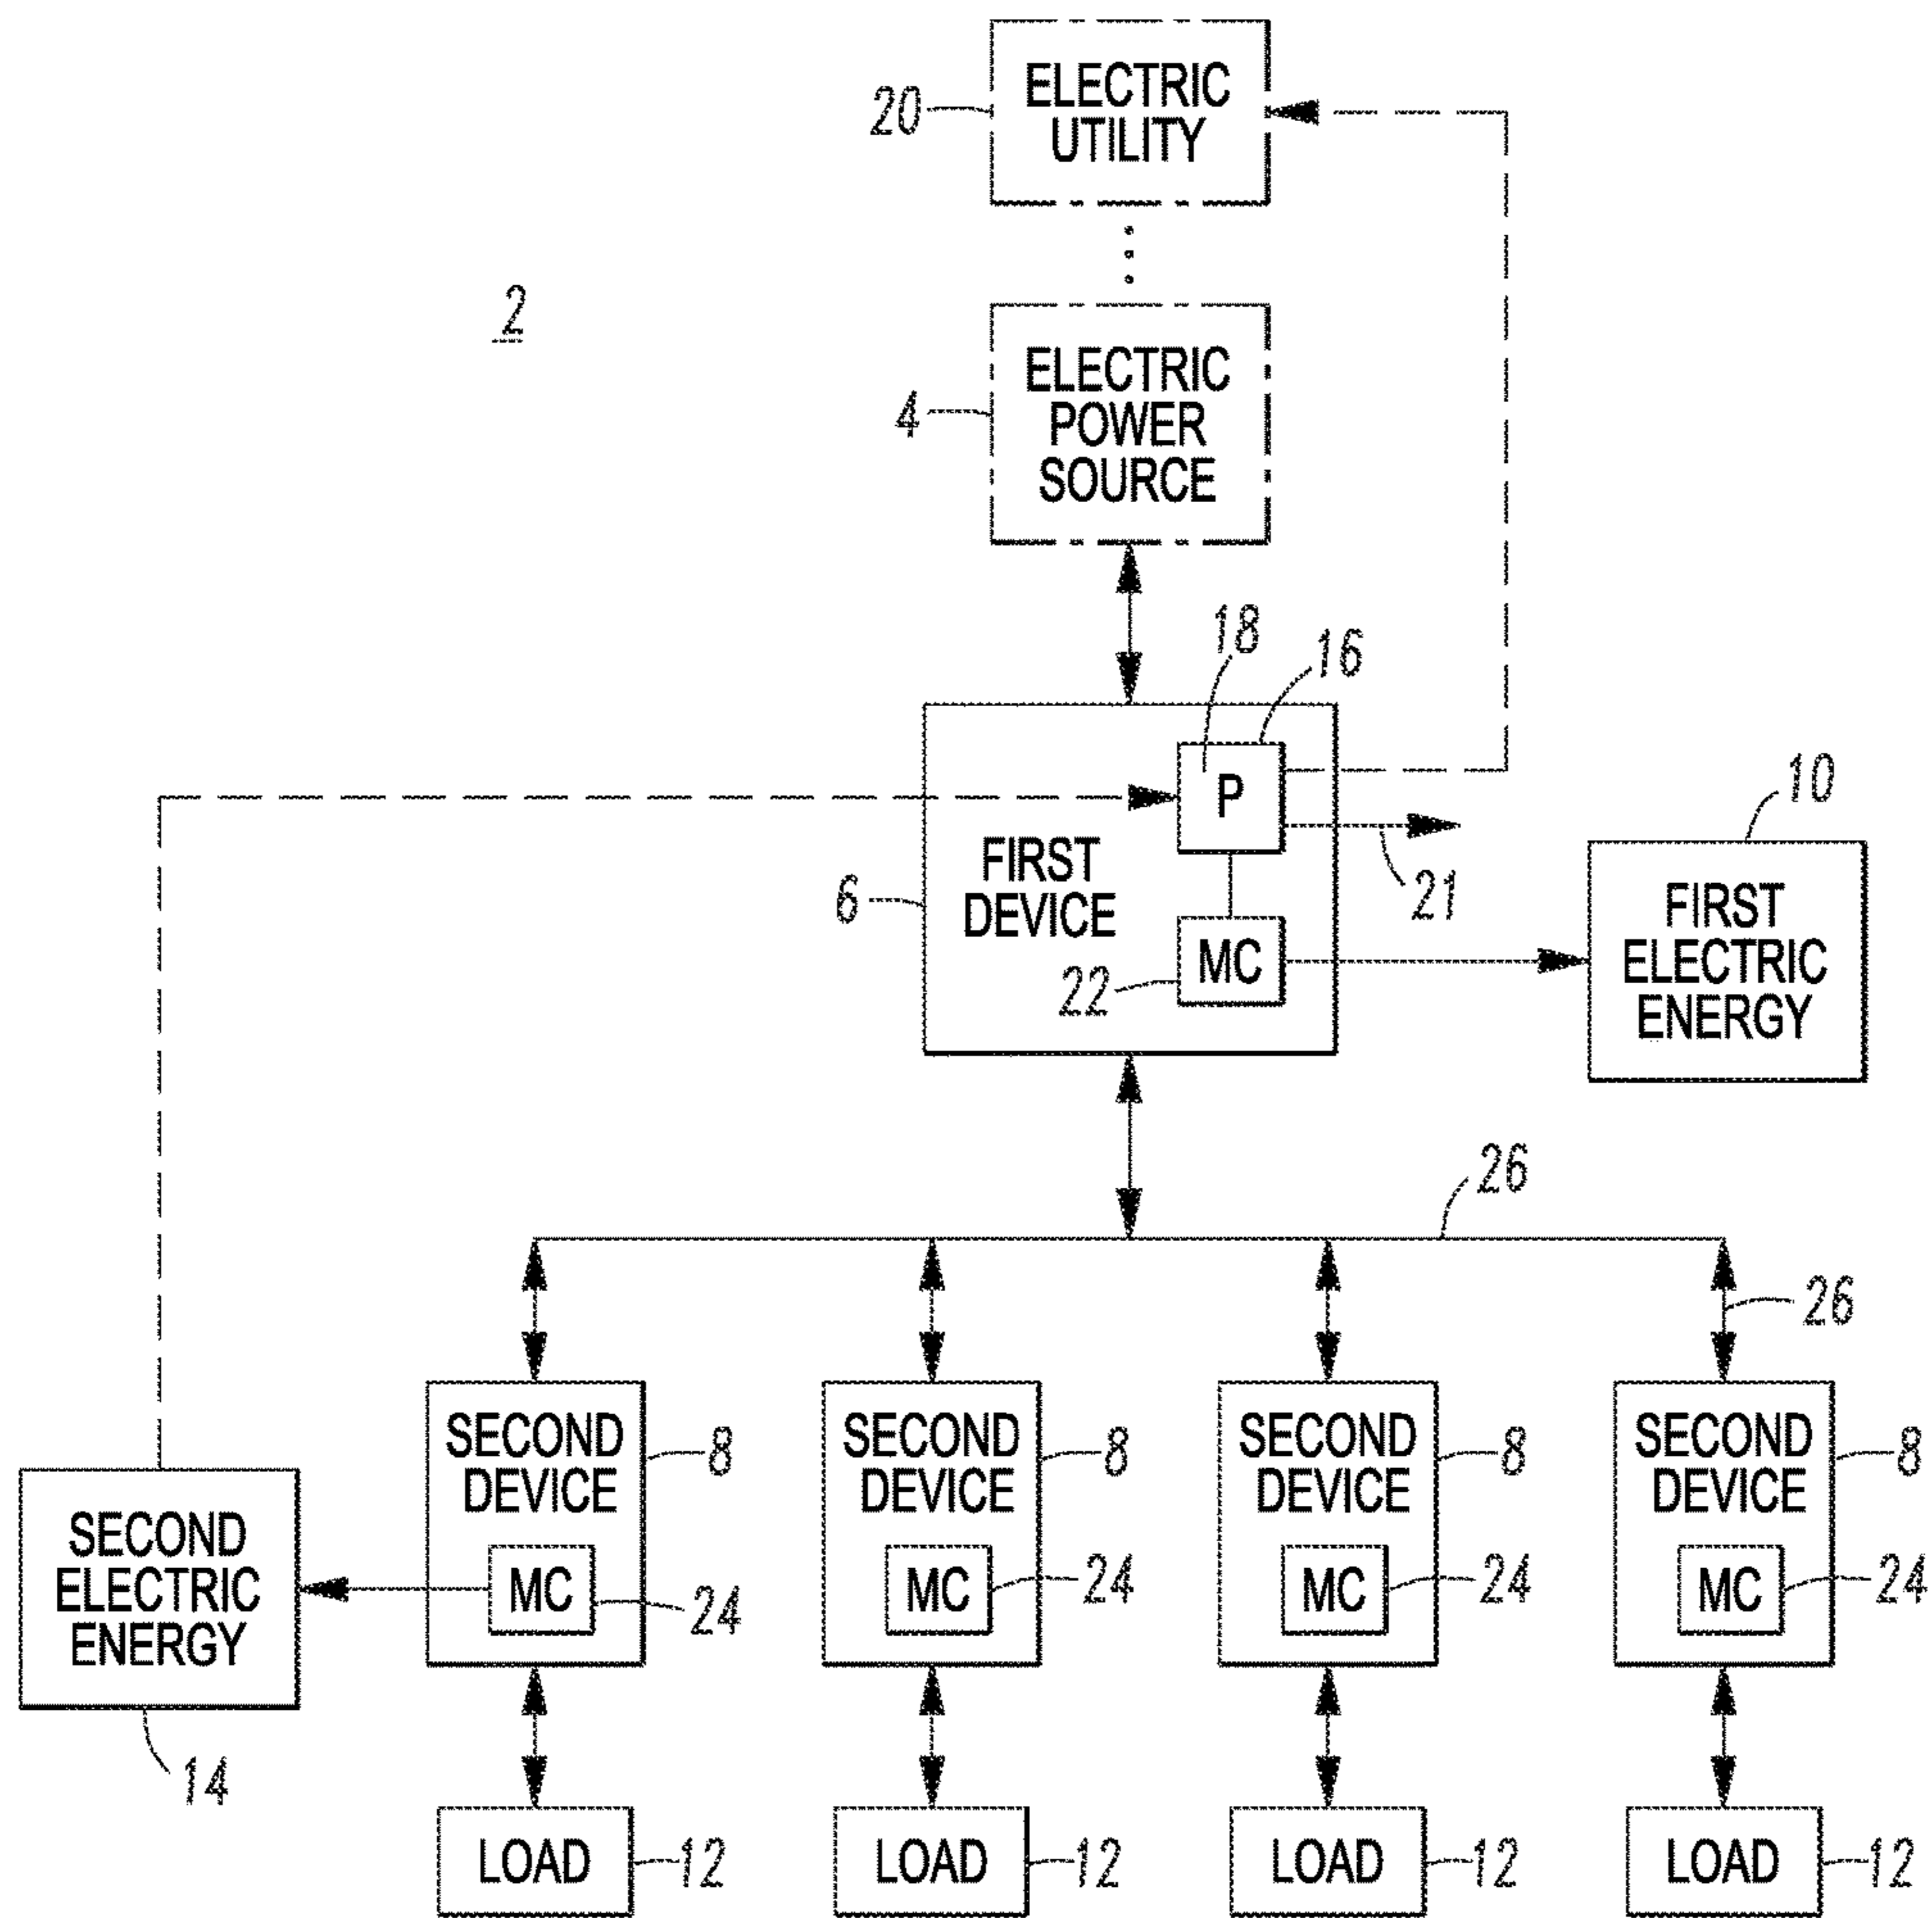 ELECTRIC
UTILITY
20
2
ELECTRIC
POWER
SOURCE
4
18
16
P
FIRST
DEVICE
6
21
MC
22
10
FIRST
ELECTRIC
ENERGY
26
26
SECOND
DEVICE
8
MC
24
SECOND
DEVICE
8
MC
24
SECOND
DEVICE
8
MC
24
SECOND
DEVICE
8
MC
24
SECOND
ELECTRIC
ENERGY
14
LOAD
12
LOAD
12
LOAD
12
LOAD
12